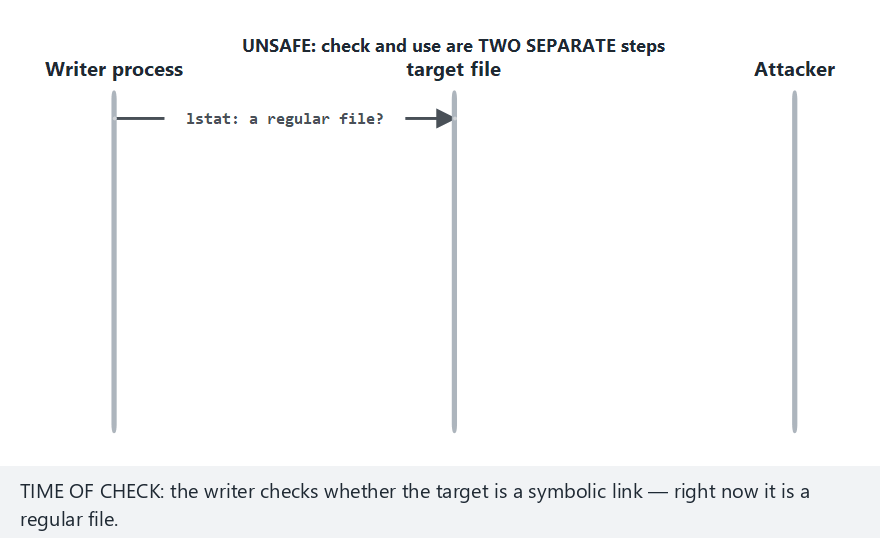 UNSAFE: check and use are TWO SEPARATE steps
Writer process
target file
Attacker
lstat: a regular file?
TIME OF CHECK: the writer checks whether the target is a symbolic link — right now it is a
regular file.